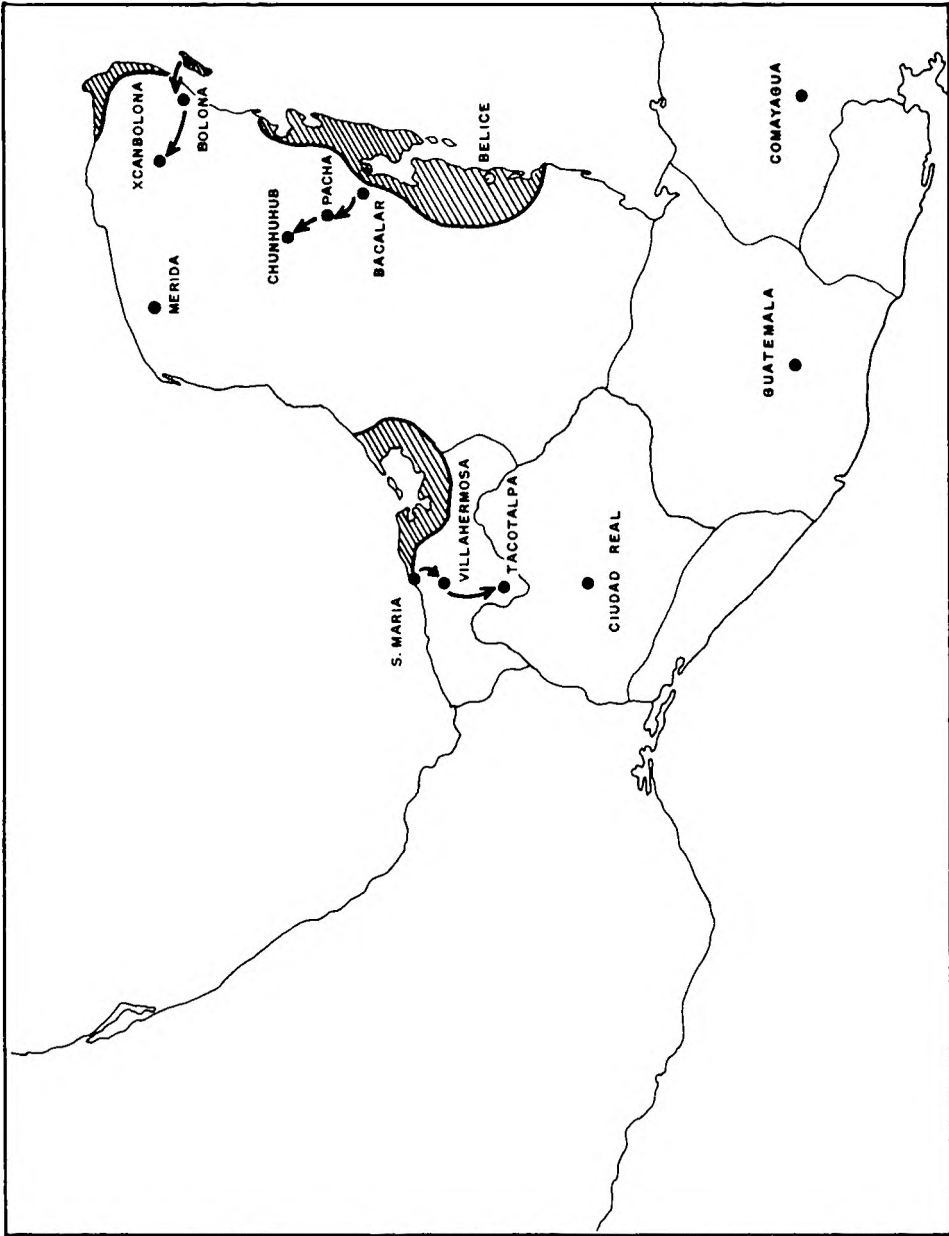 XCANBOLONA
BOLONA
MERIDA
CHUNHUHUB
PACHA
BACALAR
BELICE
S. MARIA
VILLAHERMOSA
TACOTALPA
CIUDAD REAL
GUATEMALA
COMAYAGUA